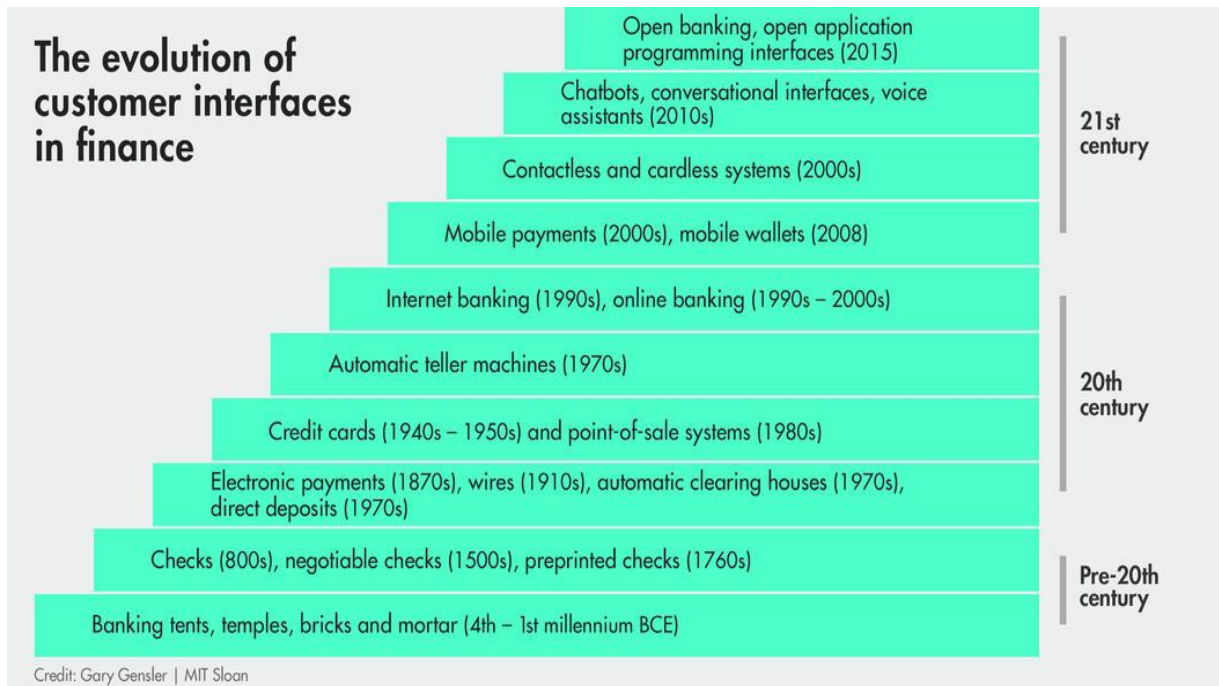 The evolution of
customer interfaces
in finance
Open banking, open application
programming interfaces (2015)
Chatbots, conversational interfaces, voice
assistants (2010s)
Contactless and cardless systems (2000s)
Mobile payments (2000s), mobile wallets (2008)
21st
century
Internet banking (1990s), online banking (1990s – 2000s)
Automatic teller machines (1970s)
Credit cards (1940s – 1950s) and point-of-sale systems (1980s)
Electronic payments (1870s), wires (1910s), automatic clearing houses (1970s),
direct deposits (1970s)
20th
century
Checks (800s), negotiable checks (1500s), preprinted checks (1760s)
Banking tents, temples, bricks and mortar (4th – 1st millennium BCE)
Pre-20th
century
Credit: Gary Gensler | MIT Sloan